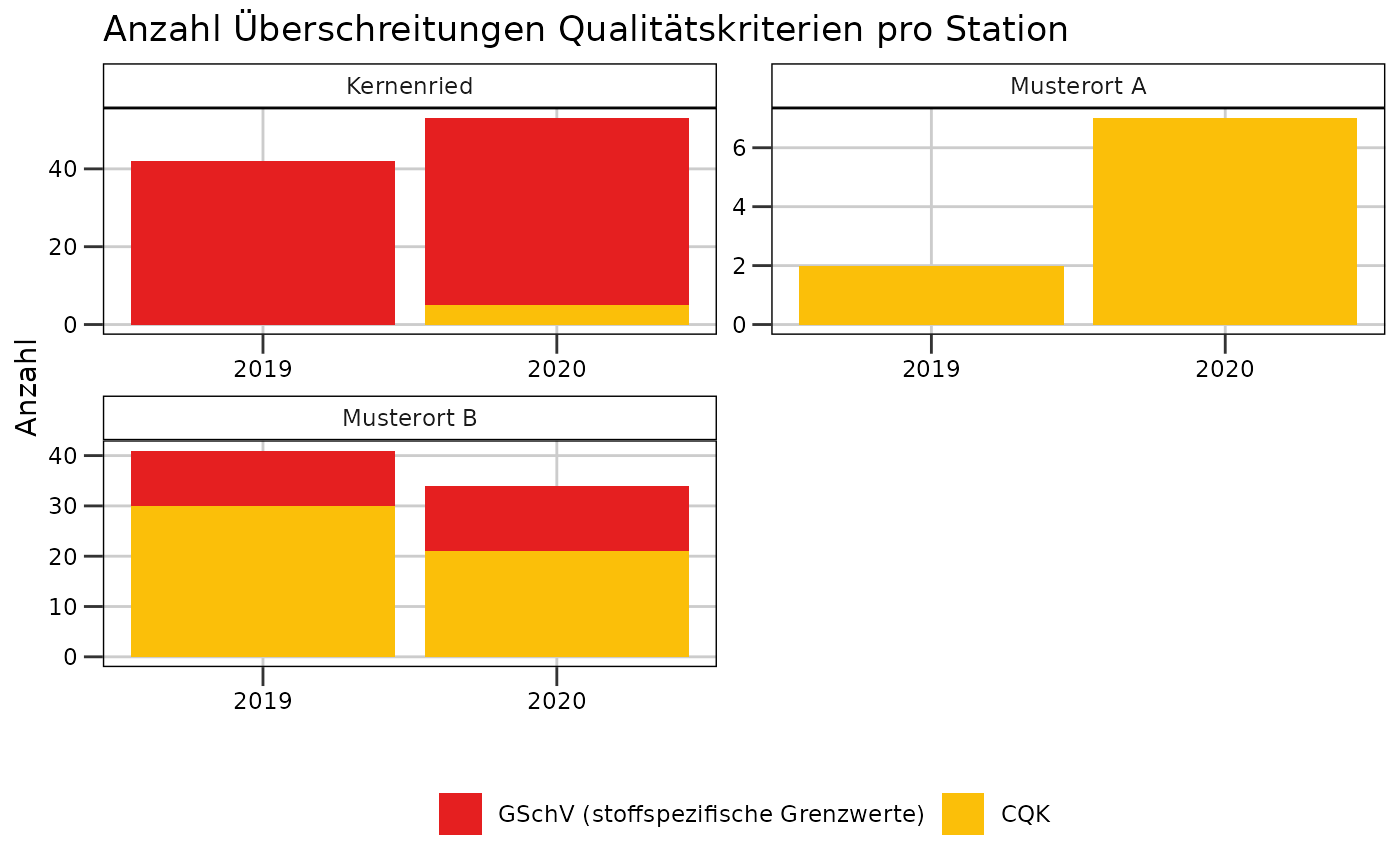 Anzahl Überschreitungen Qualitätskriterien pro Station
Kernenried
Musterort A
40
20
0
2019
2020
6
4
2
0
2019
2020
Anzahl
Musterort B
40
30
20
10
0
2019
2020
GSchV (stoffspezifische Grenzwerte)
CQK